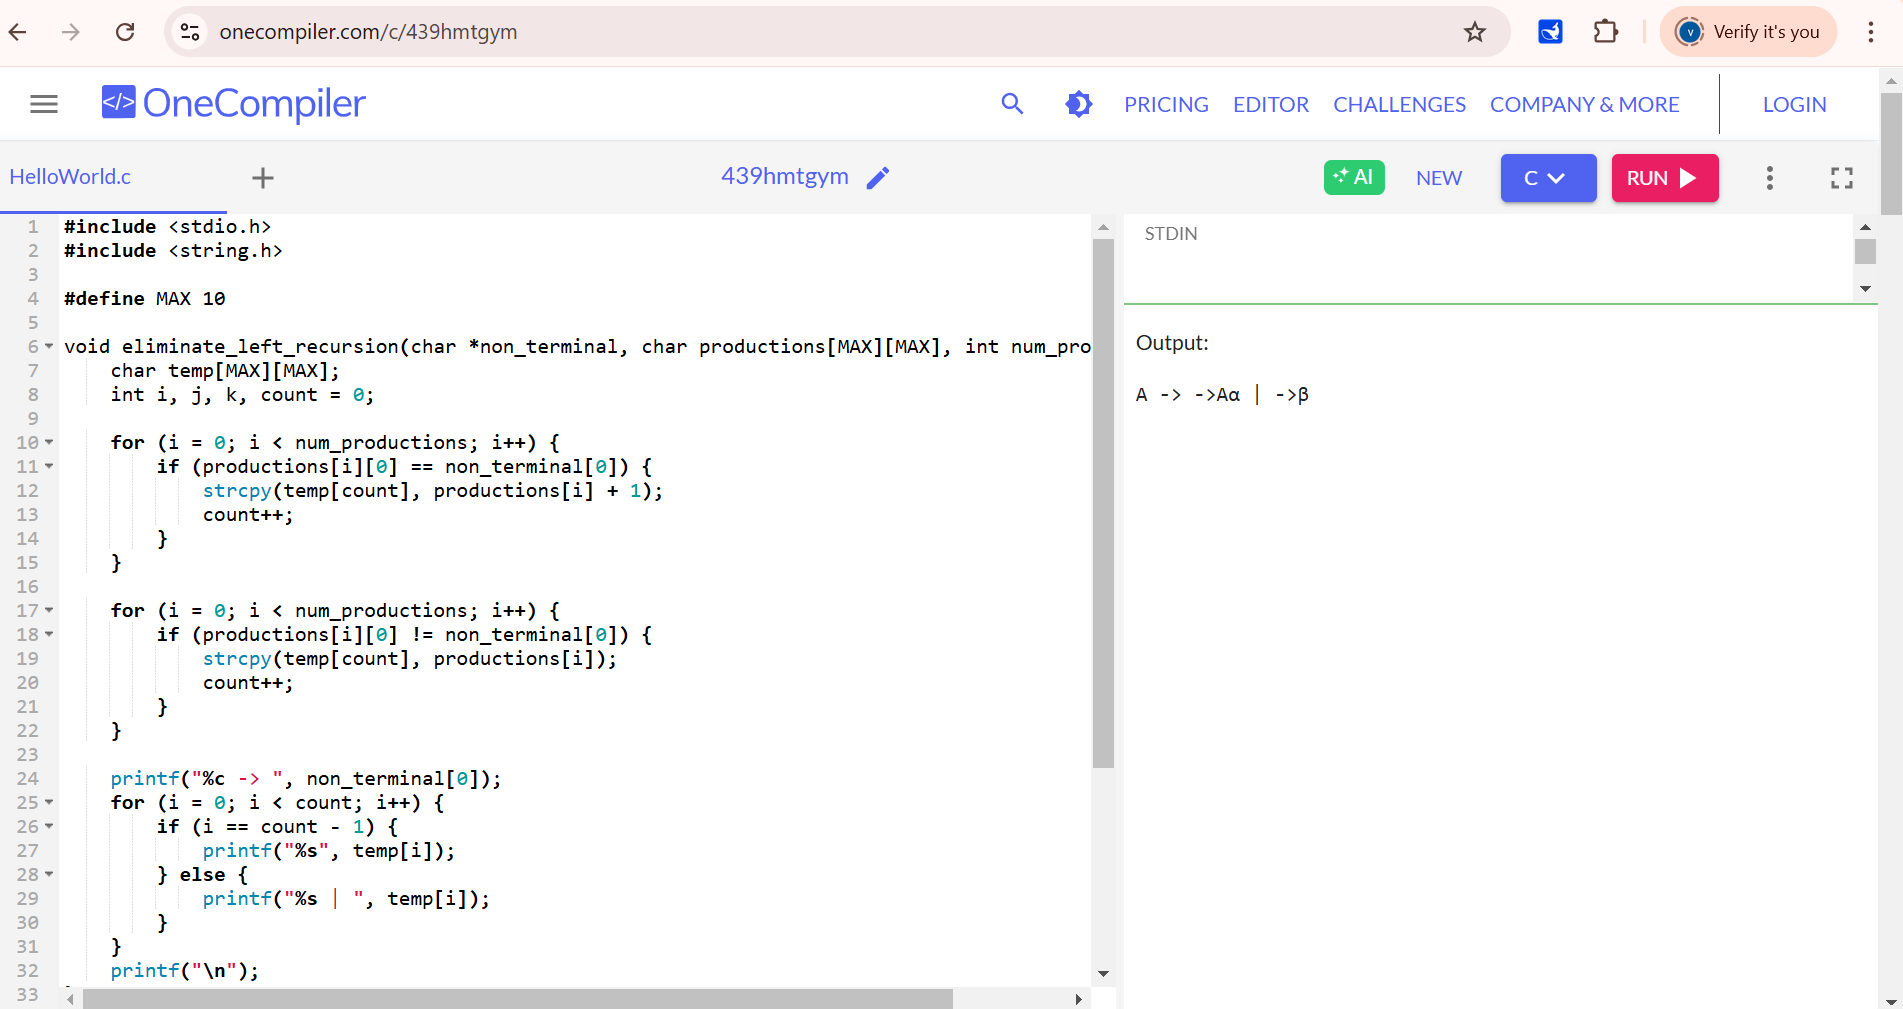 onecompiler.com/c/439hmtgym
v Verify it's you
</> OneCompiler
PRICING EDITOR CHALLENGES COMPANY & MORE LOGIN
HelloWorld.c + 439hmtgym AI NEW C RUN
1 #include <stdio.h>
2 #include <string.h>
3
4 #define MAX 10
5
6 void eliminate_left_recursion(char *non_terminal, char productions[MAX][MAX], int num_pro
7     char temp[MAX][MAX];
8     int i, j, k, count = 0;
9
10     for (i = 0; i < num_productions; i++) {
11         if (productions[i][0] == non_terminal[0]) {
12             strcpy(temp[count], productions[i] + 1);
13             count++;
14         }
15     }
16
17     for (i = 0; i < num_productions; i++) {
18         if (productions[i][0] != non_terminal[0]) {
19             strcpy(temp[count], productions[i]);
20             count++;
21         }
22     }
23
24     printf("%c -> ", non_terminal[0]);
25     for (i = 0; i < count; i++) {
26         if (i == count - 1) {
27             printf("%s", temp[i]);
28         } else {
29             printf("%s | ", temp[i]);
30         }
31     }
32     printf("\n");
33
STDIN
Output:
A -> ->Aα | ->β